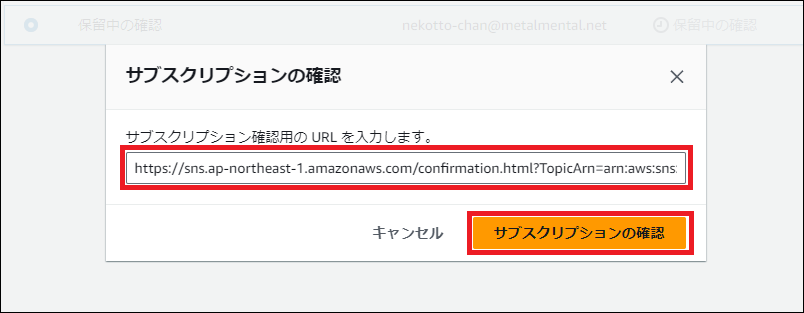 保留中の確認 nekotto-chan@metalmental.net 保留中の確認
サブスクリプションの確認
サブスクリプション確認用の URL を入力します。
https://sns.ap-northeast-1.amazonaws.com/confirmation.html?TopicArn=arn:aws:sns:
キャンセル サブスクリプションの確認